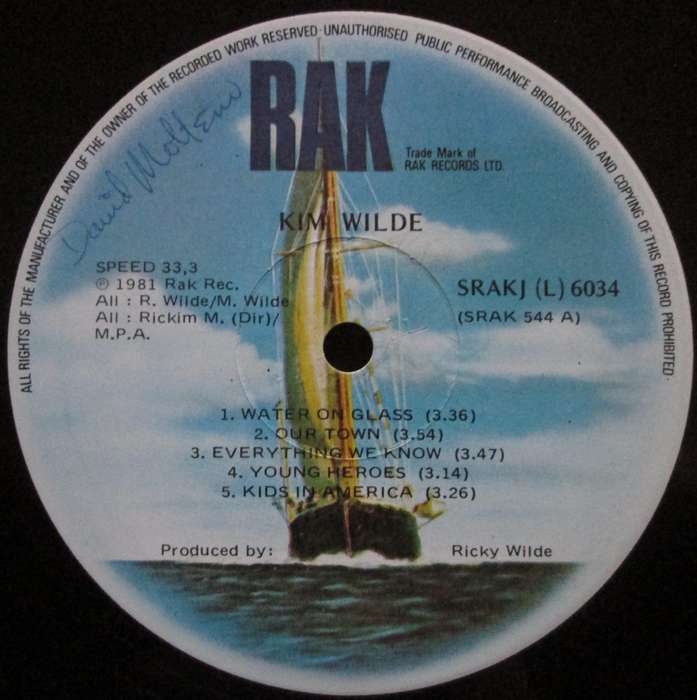 ALL RIGHTS OF THE MANUFACTURER AND OF THE OWNER OF THE RECORDED WORK RESERVED·UNAUTHORISED PUBLIC PERFORMANCE BROADCASTING AND COPYING OF THIS RECORD PROHIBITED·
RAK
Trade Mark of
RAK RECORDS LTD.
David Molteno
KIM WILDE
SPEED 33,3
℗ 1981 Rak Rec.
All : R. Wilde/M. Wilde
All : Rickim M. (Dir)/
M.P.A.
SRAKJ (L) 6034
(SRAK 544 A)
1. WATER ON GLASS (3.36)
2. OUR TOWN (3.54)
3. EVERYTHING WE KNOW (3.47)
4. YOUNG HEROES (3.14)
5. KIDS IN AMERICA (3.26)
Produced by: Ricky Wilde